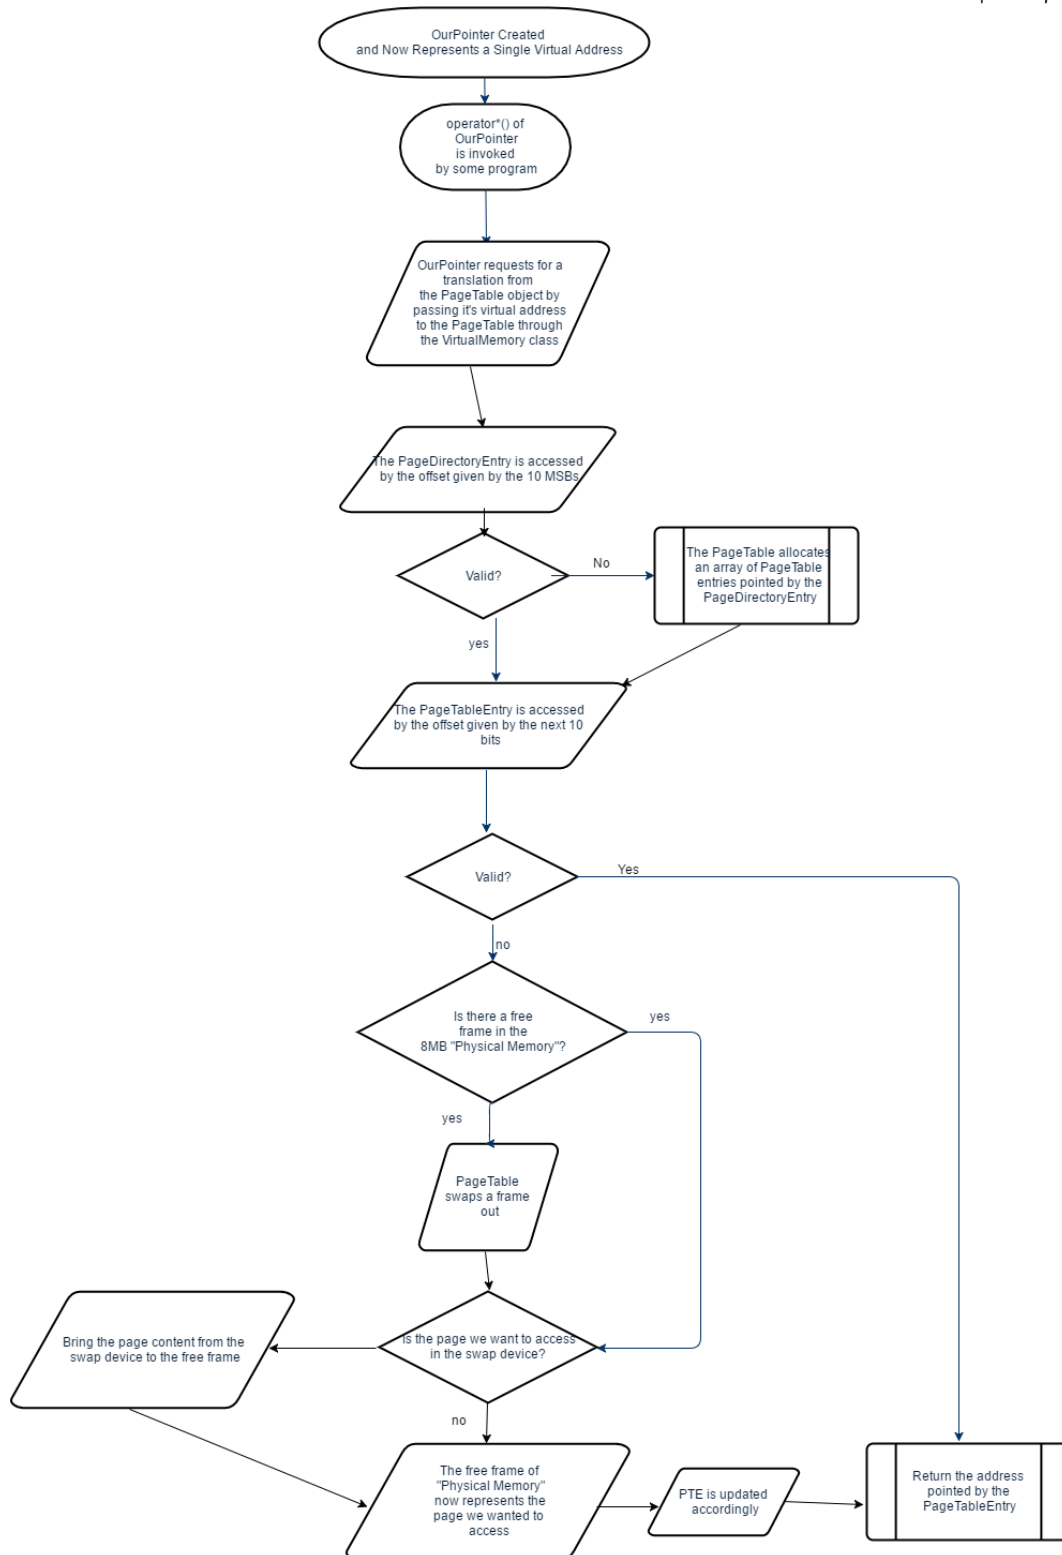 OurPointer Created
and Now Represents a Single Virtual Address
operator*() of
OurPointer
is invoked
by some program
OurPointer requests for a
translation from
the PageTable object by
passing it's virtual address
to the PageTable through
the VirtualMemory class
The PageDirectoryEntry is accessed
by the offset given by the 10 MSBs
Valid?
No
The PageTable allocates
an array of PageTable
entries pointed by the
PageDirectoryEntry
yes
The PageTableEntry is accessed
by the offset given by the next 10
bits
Valid?
Yes
no
Is there a free
frame in the
8MB "Physical Memory"?
yes
yes
PageTable
swaps a frame
out
Is the page we want to access
in the swap device?
Bring the page content from the
swap device to the free frame
no
The free frame of
"Physical Memory"
now represents the
page we wanted to
access
PTE is updated
accordingly
Return the address
pointed by the
PageTableEntry